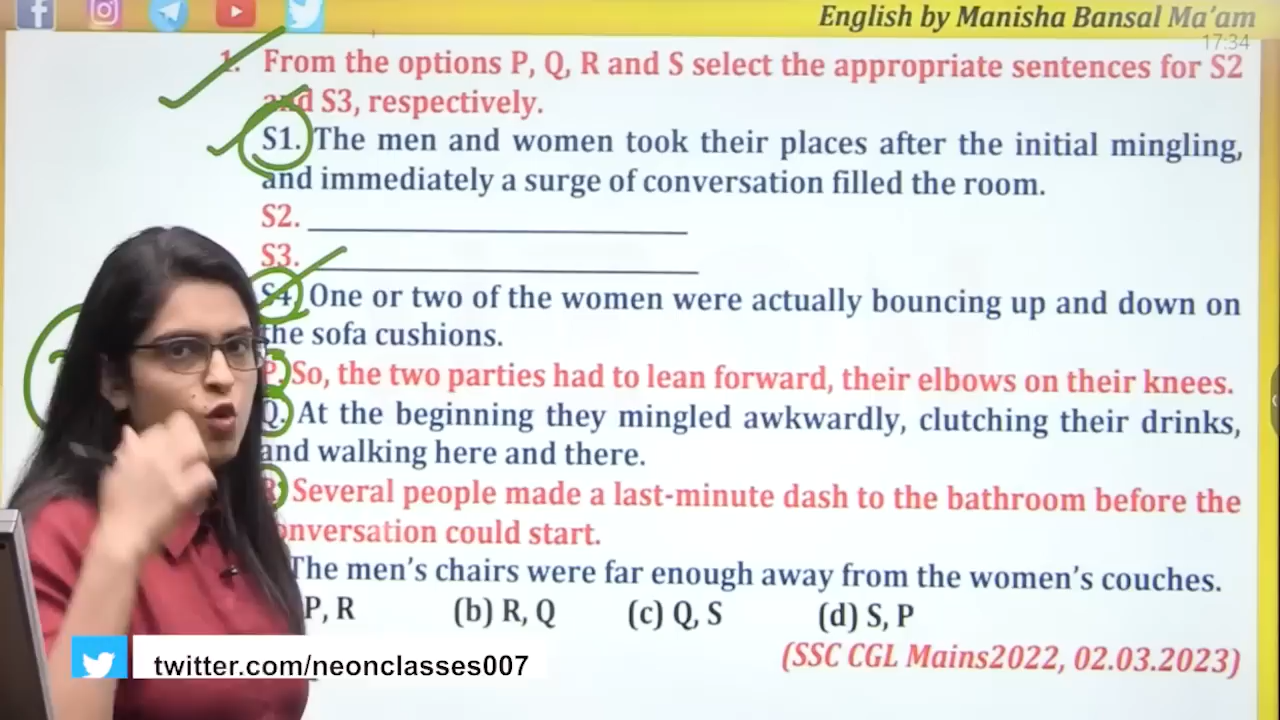 English by Manisha Bansal Ma'am
17:34
1. From the options P, Q, R and S select the appropriate sentences for S2
and S3, respectively.
S1. The men and women took their places after the initial mingling,
and immediately a surge of conversation filled the room.
S2.
S3.
S4. One or two of the women were actually bouncing up and down on
the sofa cushions.
P. So, the two parties had to lean forward, their elbows on their knees.
Q. At the beginning they mingled awkwardly, clutching their drinks,
and walking here and there.
R. Several people made a last-minute dash to the bathroom before the
conversation could start.
The men's chairs were far enough away from the women's couches.
P, R (b) R, Q (c) Q, S (d) S, P
(SSC CGL Mains2022, 02.03.2023)
twitter.com/neonclasses007